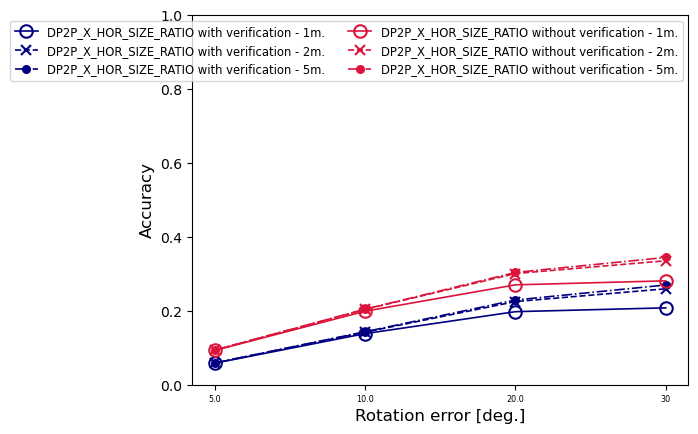 1.0
DP2P_X_HOR_SIZE_RATIO with verification - 1m.
DP2P_X_HOR_SIZE_RATIO with verification - 2m.
DP2P_X_HOR_SIZE_RATIO with verification - 5m.
DP2P_X_HOR_SIZE_RATIO without verification - 1m.
DP2P_X_HOR_SIZE_RATIO without verification - 2m.
DP2P_X_HOR_SIZE_RATIO without verification - 5m.
0.8
0.6
0.4
0.2
0.0
Accuracy
5.0 10.0 20.0 30
Rotation error [deg.]